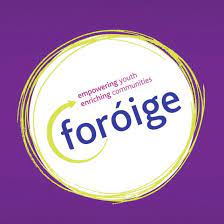 empowering youth
enriching communities
foróige